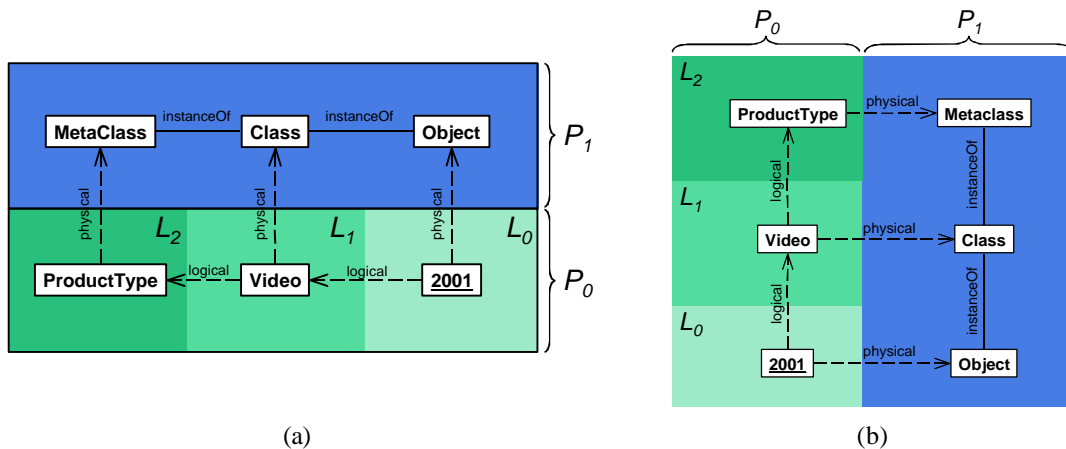 instanceOf instanceOf
MetaClass Class Object
P1
physical physical physical
L2 L1 L0
logical logical
ProductType Video 2001
P0
(a)
P0 P1
L2
physical
ProductType Metaclass
logical instanceOf
L1
physical
Video Class
logical instanceOf
L0
physical
2001 Object
(b)